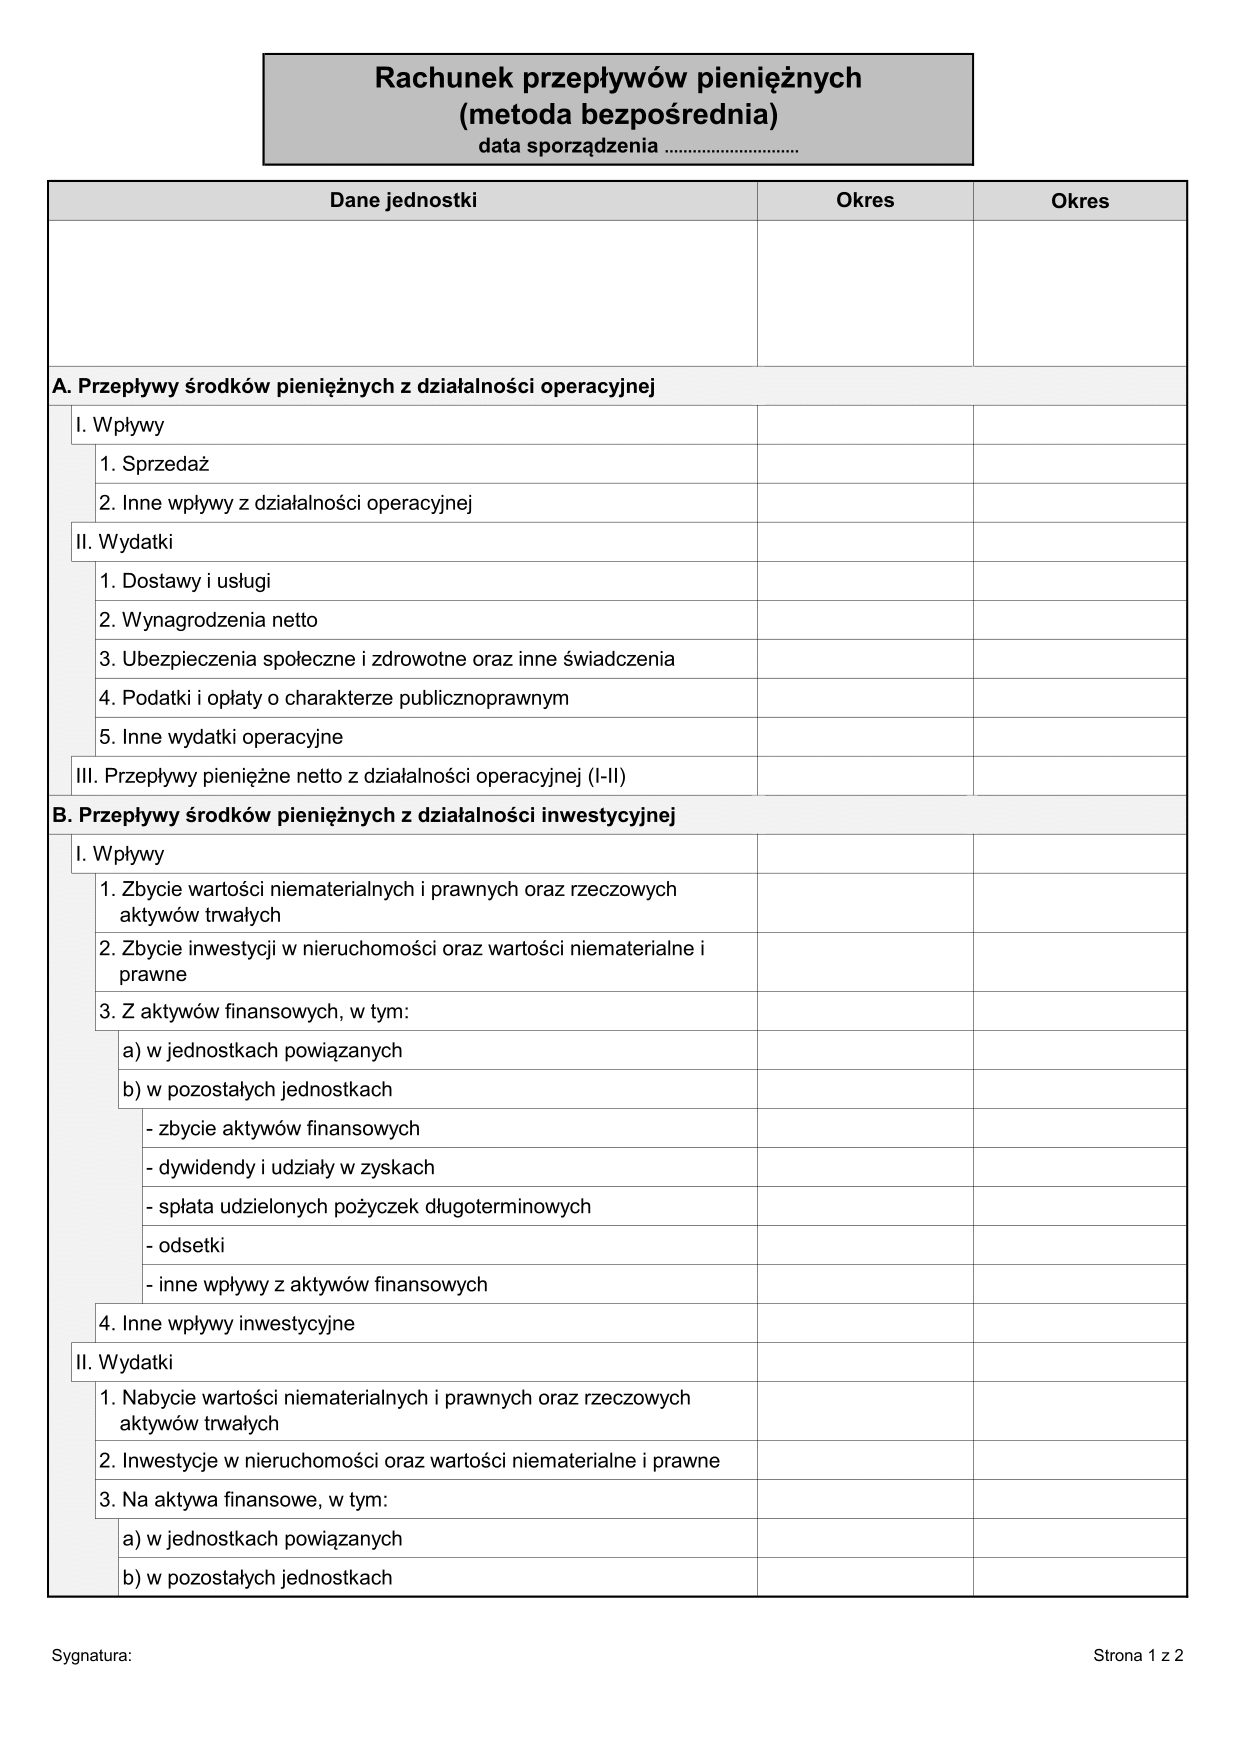 Rachunek przepływów pieniężnych
(metoda bezpośrednia)
data sporządzenia .............................
Dane jednostki Okres Okres
A. Przepływy środków pieniężnych z działalności operacyjnej
I. Wpływy
1. Sprzedaż
2. Inne wpływy z działalności operacyjnej
II. Wydatki
1. Dostawy i usługi
2. Wynagrodzenia netto
3. Ubezpieczenia społeczne i zdrowotne oraz inne świadczenia
4. Podatki i opłaty o charakterze publicznoprawnym
5. Inne wydatki operacyjne
III. Przepływy pieniężne netto z działalności operacyjnej (I-II)
B. Przepływy środków pieniężnych z działalności inwestycyjnej
I. Wpływy
1. Zbycie wartości niematerialnych i prawnych oraz rzeczowych
aktywów trwałych
2. Zbycie inwestycji w nieruchomości oraz wartości niematerialne i
prawne
3. Z aktywów finansowych, w tym:
a) w jednostkach powiązanych
b) w pozostałych jednostkach
- zbycie aktywów finansowych
- dywidendy i udziały w zyskach
- spłata udzielonych pożyczek długoterminowych
- odsetki
- inne wpływy z aktywów finansowych
4. Inne wpływy inwestycyjne
II. Wydatki
1. Nabycie wartości niematerialnych i prawnych oraz rzeczowych
aktywów trwałych
2. Inwestycje w nieruchomości oraz wartości niematerialne i prawne
3. Na aktywa finansowe, w tym:
a) w jednostkach powiązanych
b) w pozostałych jednostkach
Sygnatura: Strona 1 z 2